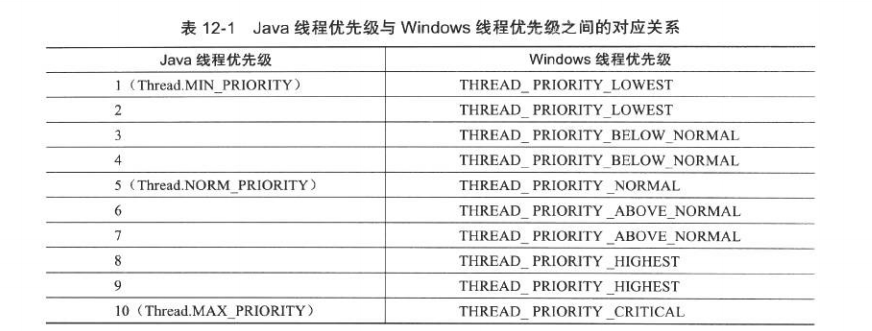 表 12-1 Java 线程优先级与 Windows 线程优先级之间的对应关系
Java 线程优先级 Windows 线程优先级
1（Thread.MIN_PRIORITY） THREAD_ PRIORITY_LOWEST
2 THREAD_ PRIORITY_LOWEST
3 THREAD_ PRIORITY_BELOW_NORMAL
4 THREAD_ PRIORITY_BELOW_NORMAL
5（Thread.NORM_PRIORITY） THREAD_ PRIORITY _NORMAL
6 THREAD_ PRIORITY _ABOVE_NORMAL
7 THREAD_ PRIORITY _ABOVE_NORMAL
8 THREAD_ PRIORITY _HIGHEST
9 THREAD_ PRIORITY _HIGHEST
10（Thread.MAX_PRIORITY） THREAD_ PRIORITY _CRITICAL